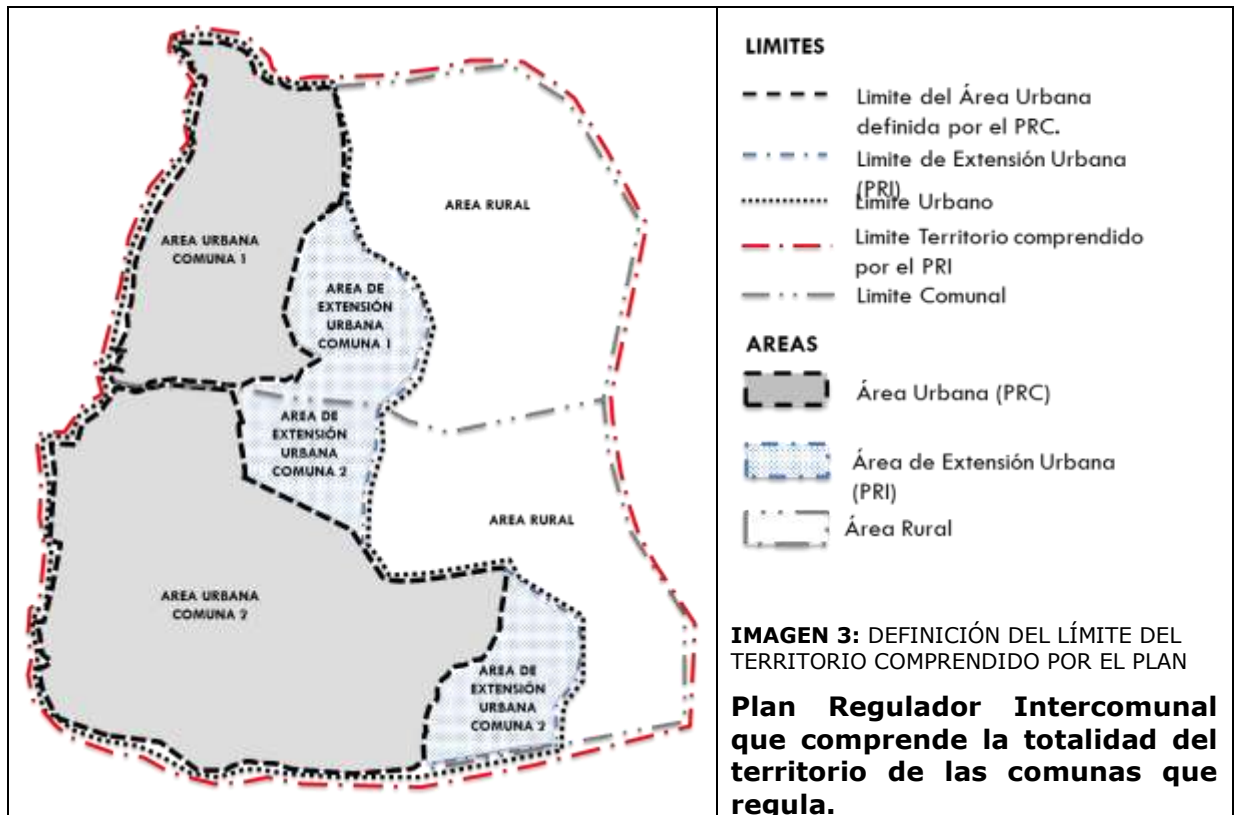 AREA RURAL
AREA URBANA
COMUNA 1
AREA DE
EXTENSIÓN
URBANA
COMUNA 1
AREA DE
EXTENSIÓN
URBANA
COMUNA 2
AREA RURAL
AREA URBANA
COMUNA 2
AREA DE
EXTENSIÓN
URBANA
COMUNA 2
LIMITES
Limite del Área Urbana
definida por el PRC.
Limite de Extensión Urbana
(PRI)
Limite Urbano
Limite Territorio comprendido
por el PRI
Limite Comunal
AREAS
Área Urbana (PRC)
Área de Extensión Urbana
(PRI)
Área Rural
IMAGEN 3: DEFINICIÓN DEL LÍMITE DEL
TERRITORIO COMPRENDIDO POR EL PLAN
Plan Regulador Intercomunal
que comprende la totalidad del
territorio de las comunas que
regula.